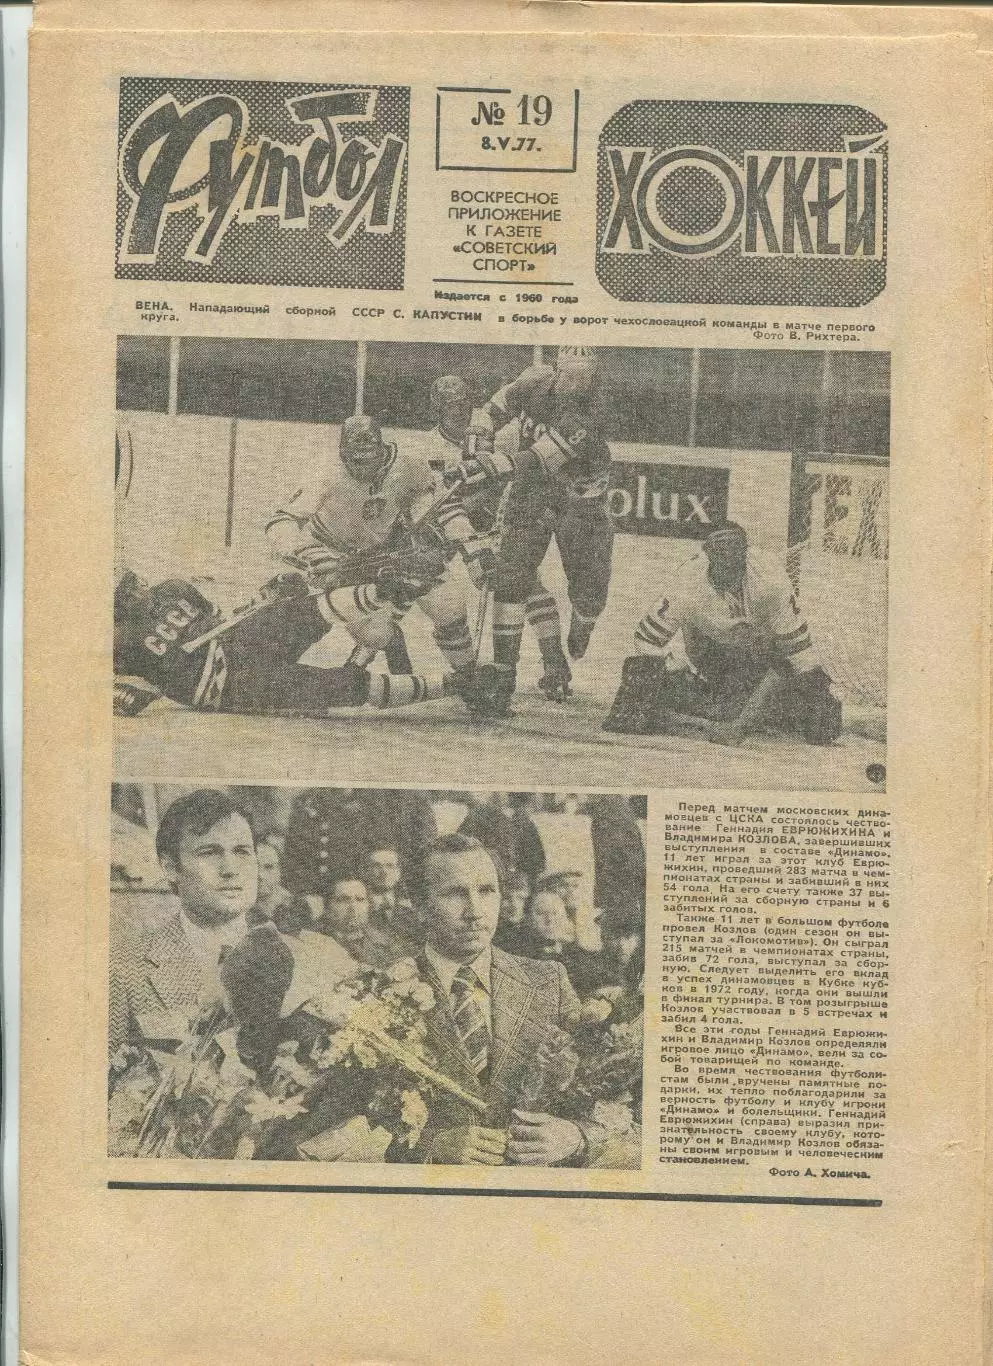 Футбол
№ 19
8.V.77.
ВОСКРЕСНОЕ
ПРИЛОЖЕНИЕ
К ГАЗЕТЕ
«СОВЕТСКИЙ
СПОРТ»
Издается с 1960 года
ХОККЕЙ
ВЕНА. Нападающий сборной СССР С. КАПУСТИН в борьбе у ворот чехословацкой команды в матче первого
круга.
Фото В. Рихтера.
СССР
СССР
8
olux
Перед матчем московских дина-
мовцев с ЦСКА состоялось чество-
вание Геннадия ЕВРЮЖИХИНА и
Владимира КОЗЛОВА, завершивших
выступления в составе «Динамо».
11 лет играл за этот клуб Еврю-
жихин, проведший 283 матча в чем-
пионатах страны и забивший в них
54 гола. На его счету также 37 вы-
ступлений за сборную страны и 6
забитых голов.
Также 11 лет в большом футболе
провел Козлов (один сезон он вы-
ступал за «Локомотив»). Он сыграл
215 матчей в чемпионатах страны,
забив 72 гола, выступал за сбор-
ную. Следует выделить его вклад
в успех динамовцев в Кубке куб-
ков в 1972 году, когда они вышли
в финал турнира. В том розыгрыше
Козлов участвовал в 5 встречах и
забил 4 гола.
Все эти годы Геннадий Еврюжи-
хин и Владимир Козлов определяли
игровое лицо «Динамо», вели за со-
бой товарищей по команде.
Во время чествования футболи-
стам были вручены памятные по-
дарки, их тепло поблагодарили за
верность футболу и клубу игроки
«Динамо» и болельщики. Геннадий
Еврюжихин (справа) выразил при-
знательность своему клубу, кото-
рому он и Владимир Козлов обяза-
ны своим игровым и человеческим
становлением.
Фото А. Хомича.